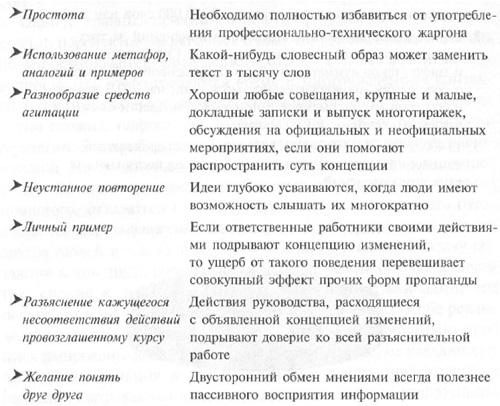 Простота Необходимо полностью избавиться от употребле-
ния профессионально-технического жаргона
Использование метафор, Какой-нибудь словесный образ может заменить
аналогий и примеров текст в тысячу слов
Разнообразие средств Хороши любые совещания, крупные и малые,
агитации докладные записки и выпуск многотиражек,
обсуждения на официальных и неофициальных
мероприятиях, если они помогают
распространить суть концепции
Неустанное повторение Идеи глубоко усваиваются, когда люди имеют
возможность слышать их многократно
Личный пример Если ответственные работники своими действия-
ми подрывают концепцию изменений,
то ущерб от такого поведения перевешивает
совокупный эффект прочих форм пропаганды
Разъяснение кажущегося Действия руководства, расходящиеся
несоответствия действий с объявленной концепцией изменений,
провозглашенному курсу подрывают доверие ко всей разъяснительной
работе
Желание понять Двусторонний обмен мнениями всегда полезнее
друг друга пассивного восприятия информации